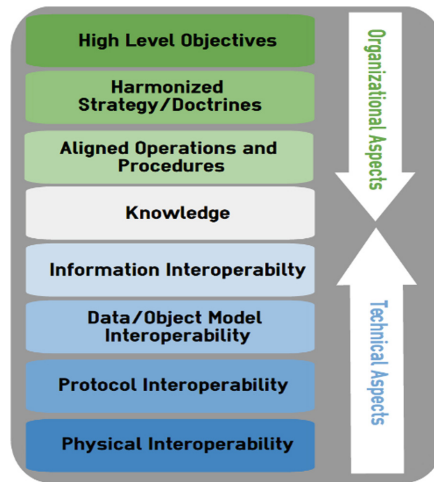 High Level Objectives
Harmonized
Strategy/Doctrines
Aligned Operations and
Procedures
Knowledge
Information Interoperabilty
Data/Object Model
Interoperability
Protocol Interoperability
Physical Interoperability
Organizational Aspects
Technical Aspects